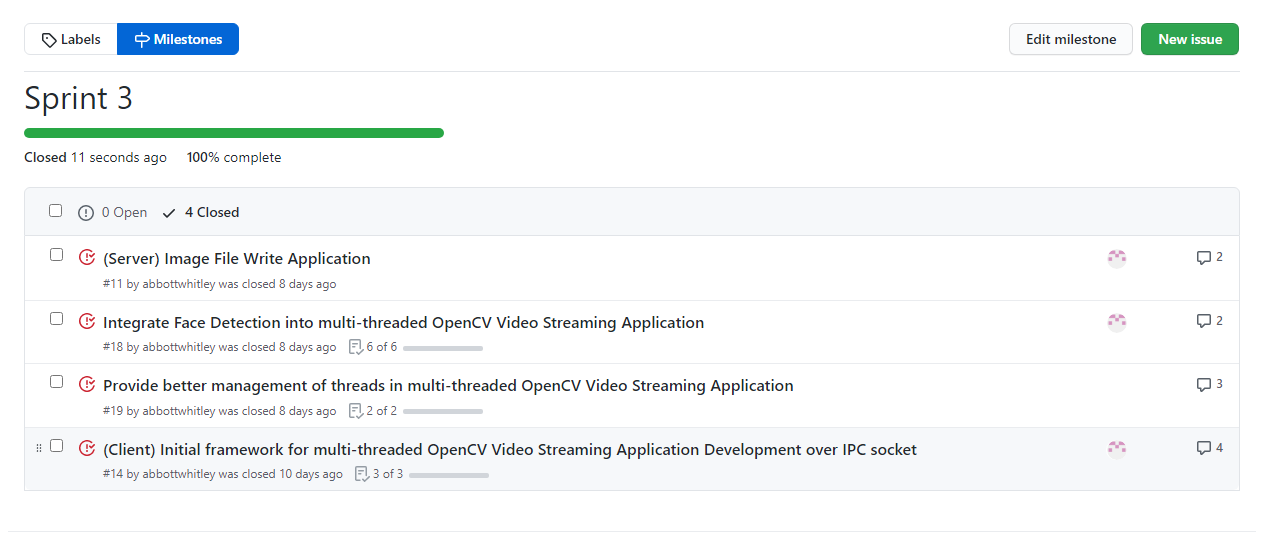 Labels Milestones Edit milestone New issue
Sprint 3
Closed 11 seconds ago 100% complete
0 Open 4 Closed
(Server) Image File Write Application 2
#11 by abbottwhitley was closed 8 days ago
Integrate Face Detection into multi-threaded OpenCV Video Streaming Application 2
#18 by abbottwhitley was closed 8 days ago 6 of 6
Provide better management of threads in multi-threaded OpenCV Video Streaming Application 3
#19 by abbottwhitley was closed 8 days ago 2 of 2
(Client) Initial framework for multi-threaded OpenCV Video Streaming Application Development over IPC socket 4
#14 by abbottwhitley was closed 10 days ago 3 of 3